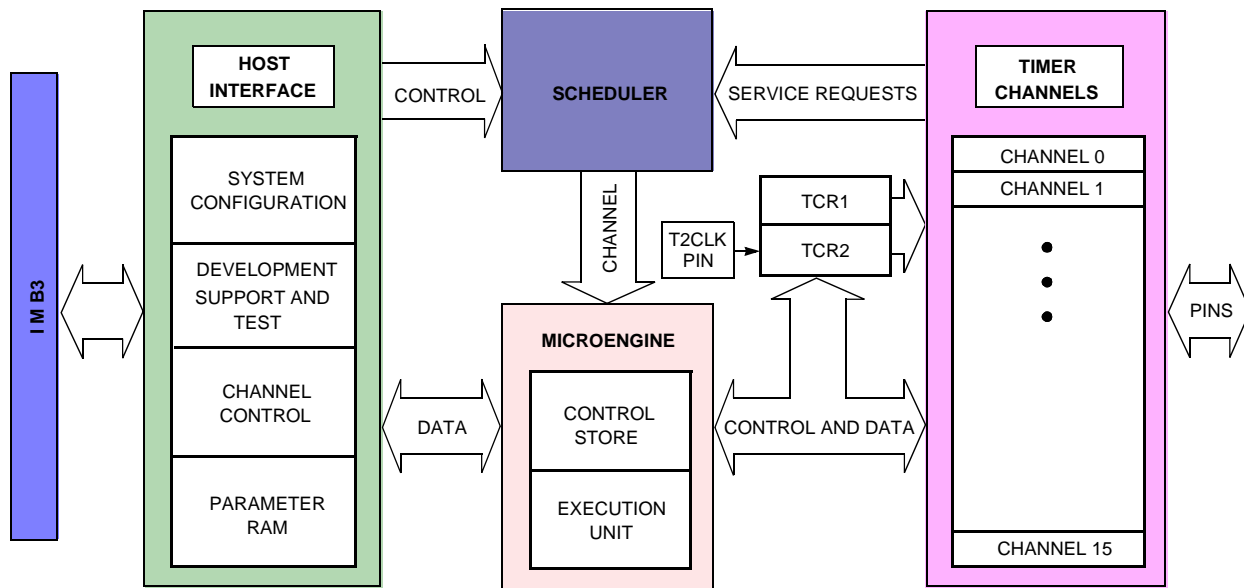 I M B3
HOST
INTERFACE
SYSTEM
CONFIGURATION
DEVELOPMENT
SUPPORT AND
TEST
CHANNEL
CONTROL
PARAMETER
RAM
CONTROL
SCHEDULER
SERVICE REQUESTS
CHANNEL
TCR1
TCR2
T2CLK
PIN
MICROENGINE
CONTROL
STORE
EXECUTION
UNIT
DATA
CONTROL AND DATA
TIMER
CHANNELS
CHANNEL 0
CHANNEL 1
CHANNEL 15
PINS